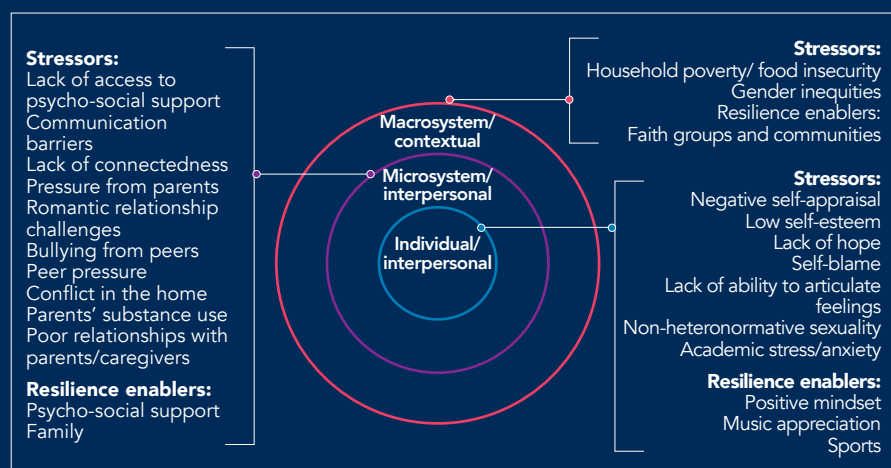 Stressors:
Lack of access to
psycho-social support
Communication
barriers
Lack of connectedness
Pressure from parents
Romantic relationship
challenges
Bullying from peers
Peer pressure
Conflict in the home
Parents’ substance use
Poor relationships with
parents/caregivers
Resilience enablers:
Psycho-social support
Family
Macrosystem/
contextual
Microsystem/
interpersonal
Individual/
interpersonal
Stressors:
Household poverty/ food insecurity
Gender inequities
Resilience enablers:
Faith groups and communities
Stressors:
Negative self-appraisal
Low self-esteem
Lack of hope
Self-blame
Lack of ability to articulate
feelings
Non-heteronormative sexuality
Academic stress/anxiety
Resilience enablers:
Positive mindset
Music appreciation
Sports